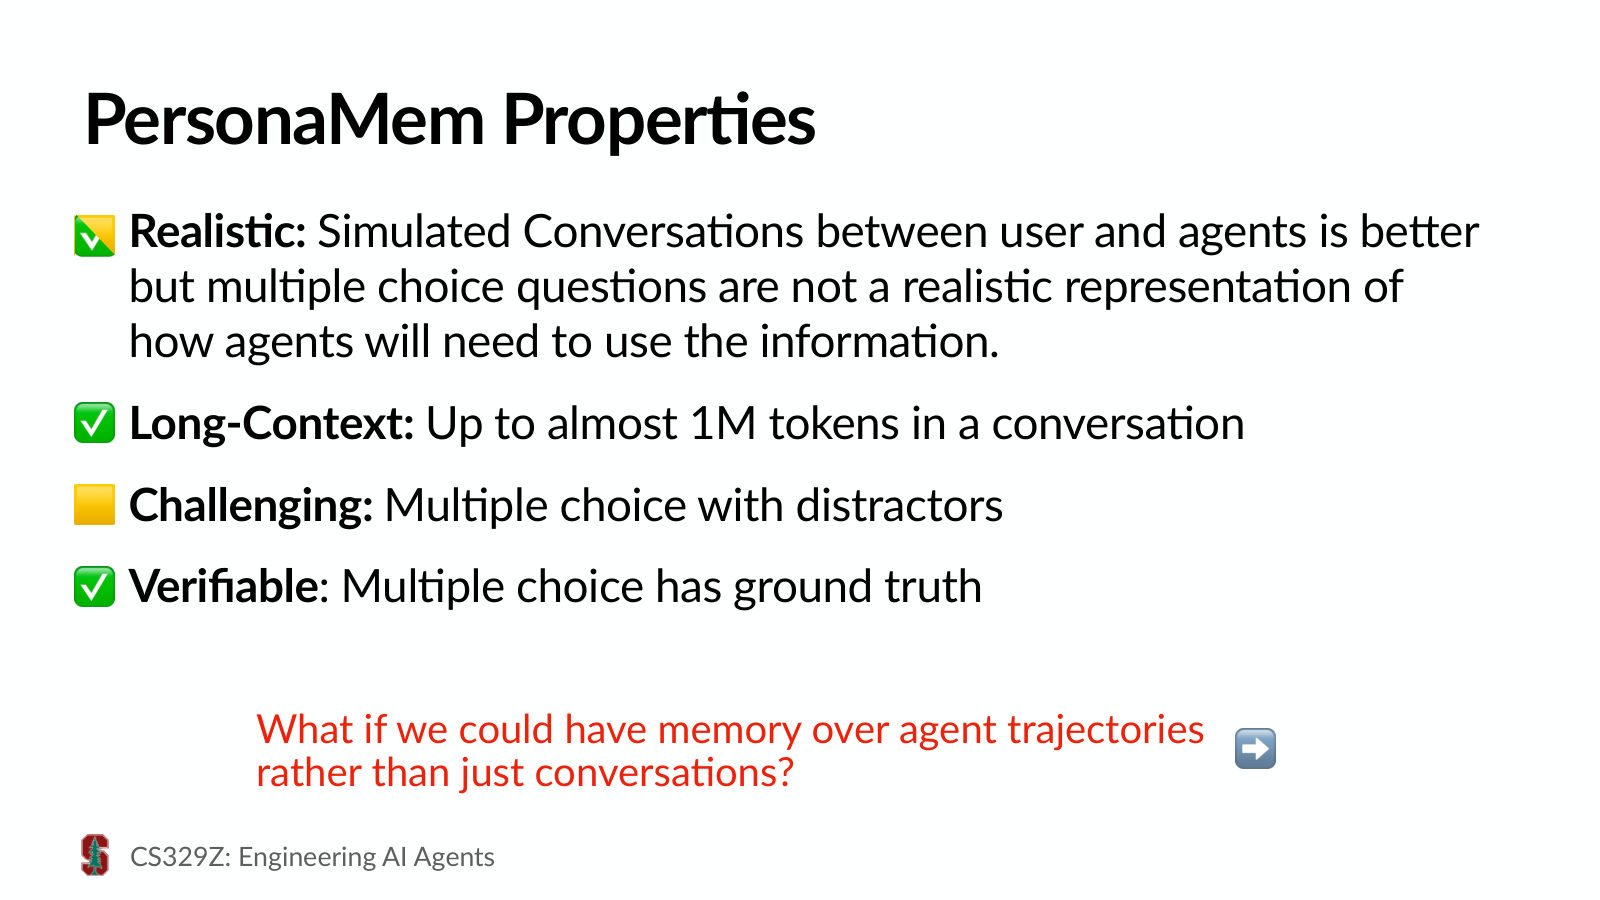 PersonaMem Properties
Realistic: Simulated Conversations between user and agents is better
but multiple choice questions are not a realistic representation of
how agents will need to use the information.
Long-Context: Up to almost 1M tokens in a conversation
Challenging: Multiple choice with distractors
Verifiable: Multiple choice has ground truth
What if we could have memory over agent trajectories
rather than just conversations?
CS329Z: Engineering AI Agents